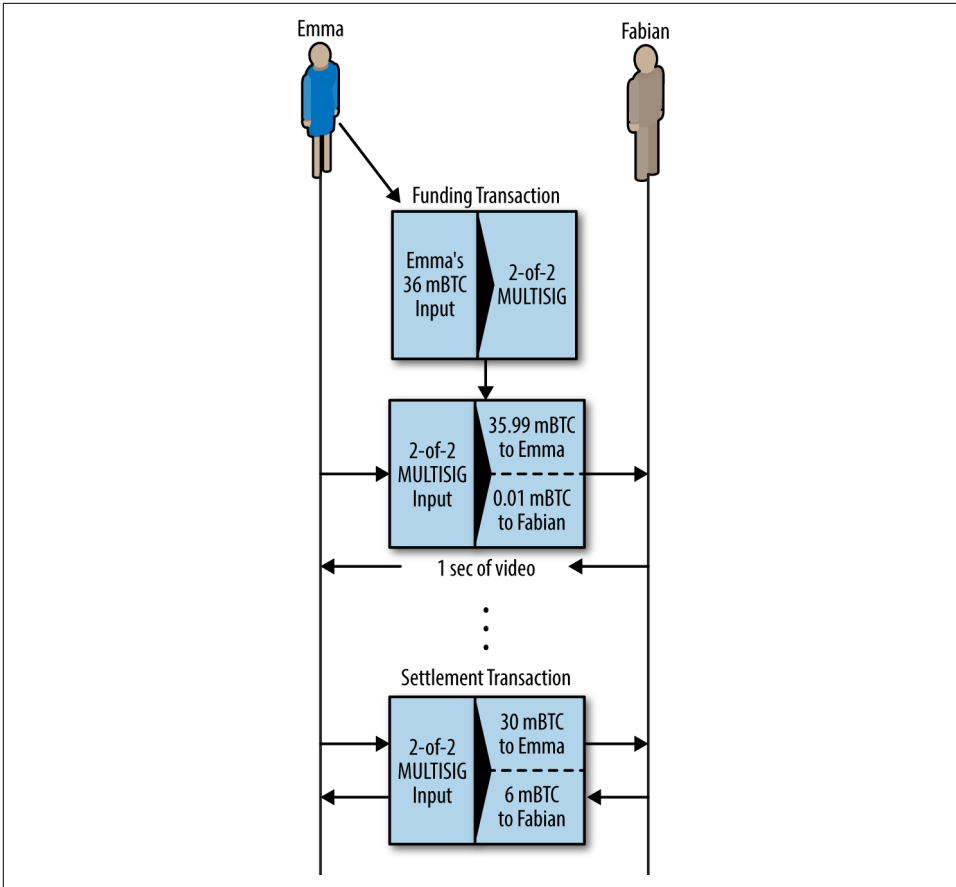 Emma
Fabian
Funding Transaction
Emma's
36 mBTC
Input
2-of-2
MULTISIG
2-of-2
MULTISIG
Input
35.99 mBTC
to Emma
0.01 mBTC
to Fabian
1 sec of video
Settlement Transaction
2-of-2
MULTISIG
Input
30 mBTC
to Emma
6 mBTC
to Fabian